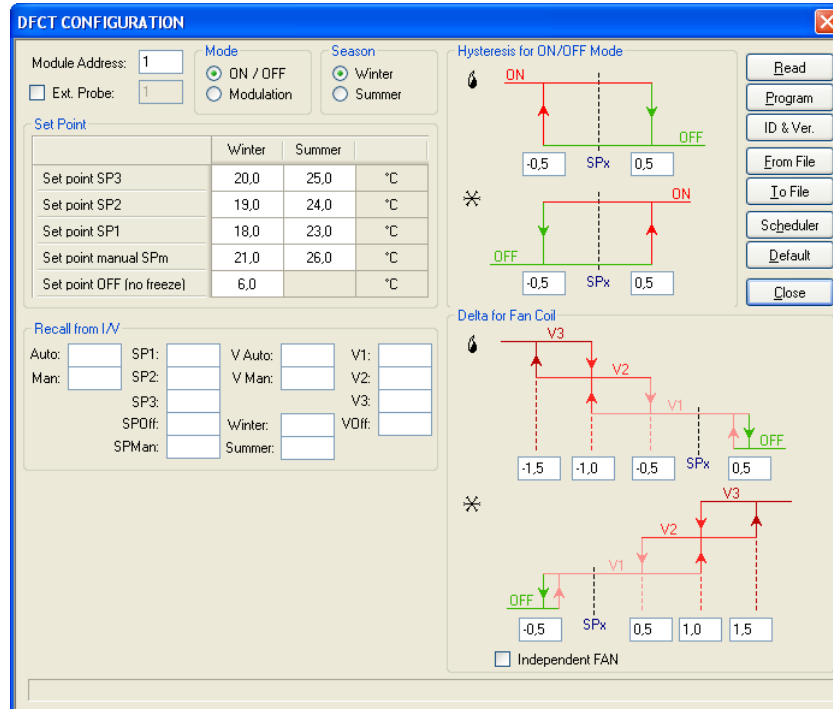 DFCT CONFIGURATION
Module Address: 1
Ext. Probe: 1
Mode
ON / OFF
Modulation
Season
Winter
Summer
Set Point
Winter Summer
Set point SP3 20,0 25,0 °C
Set point SP2 19,0 24,0 °C
Set point SP1 18,0 23,0 °C
Set point manual SPm 21,0 26,0 °C
Set point OFF (no freeze) 6,0 °C
Recall from I/V
Auto: SP1: V Auto: V1:
Man: SP2: V Man: V2:
SP3: V3:
SPOff: Winter: VOff:
SPMan: Summer:
Hysteresis for ON/OFF Mode
ON
OFF
-0,5 SPx 0,5
ON
OFF
-0,5 SPx 0,5
Delta for Fan Coil
V3
V2
V1
OFF
-1,5 -1,0 -0,5 SPx 0,5
V3
V2
V1
OFF
-0,5 SPx 0,5 1,0 1,5
Independent FAN
Read
Program
ID & Ver.
From File
To File
Scheduler
Default
Close